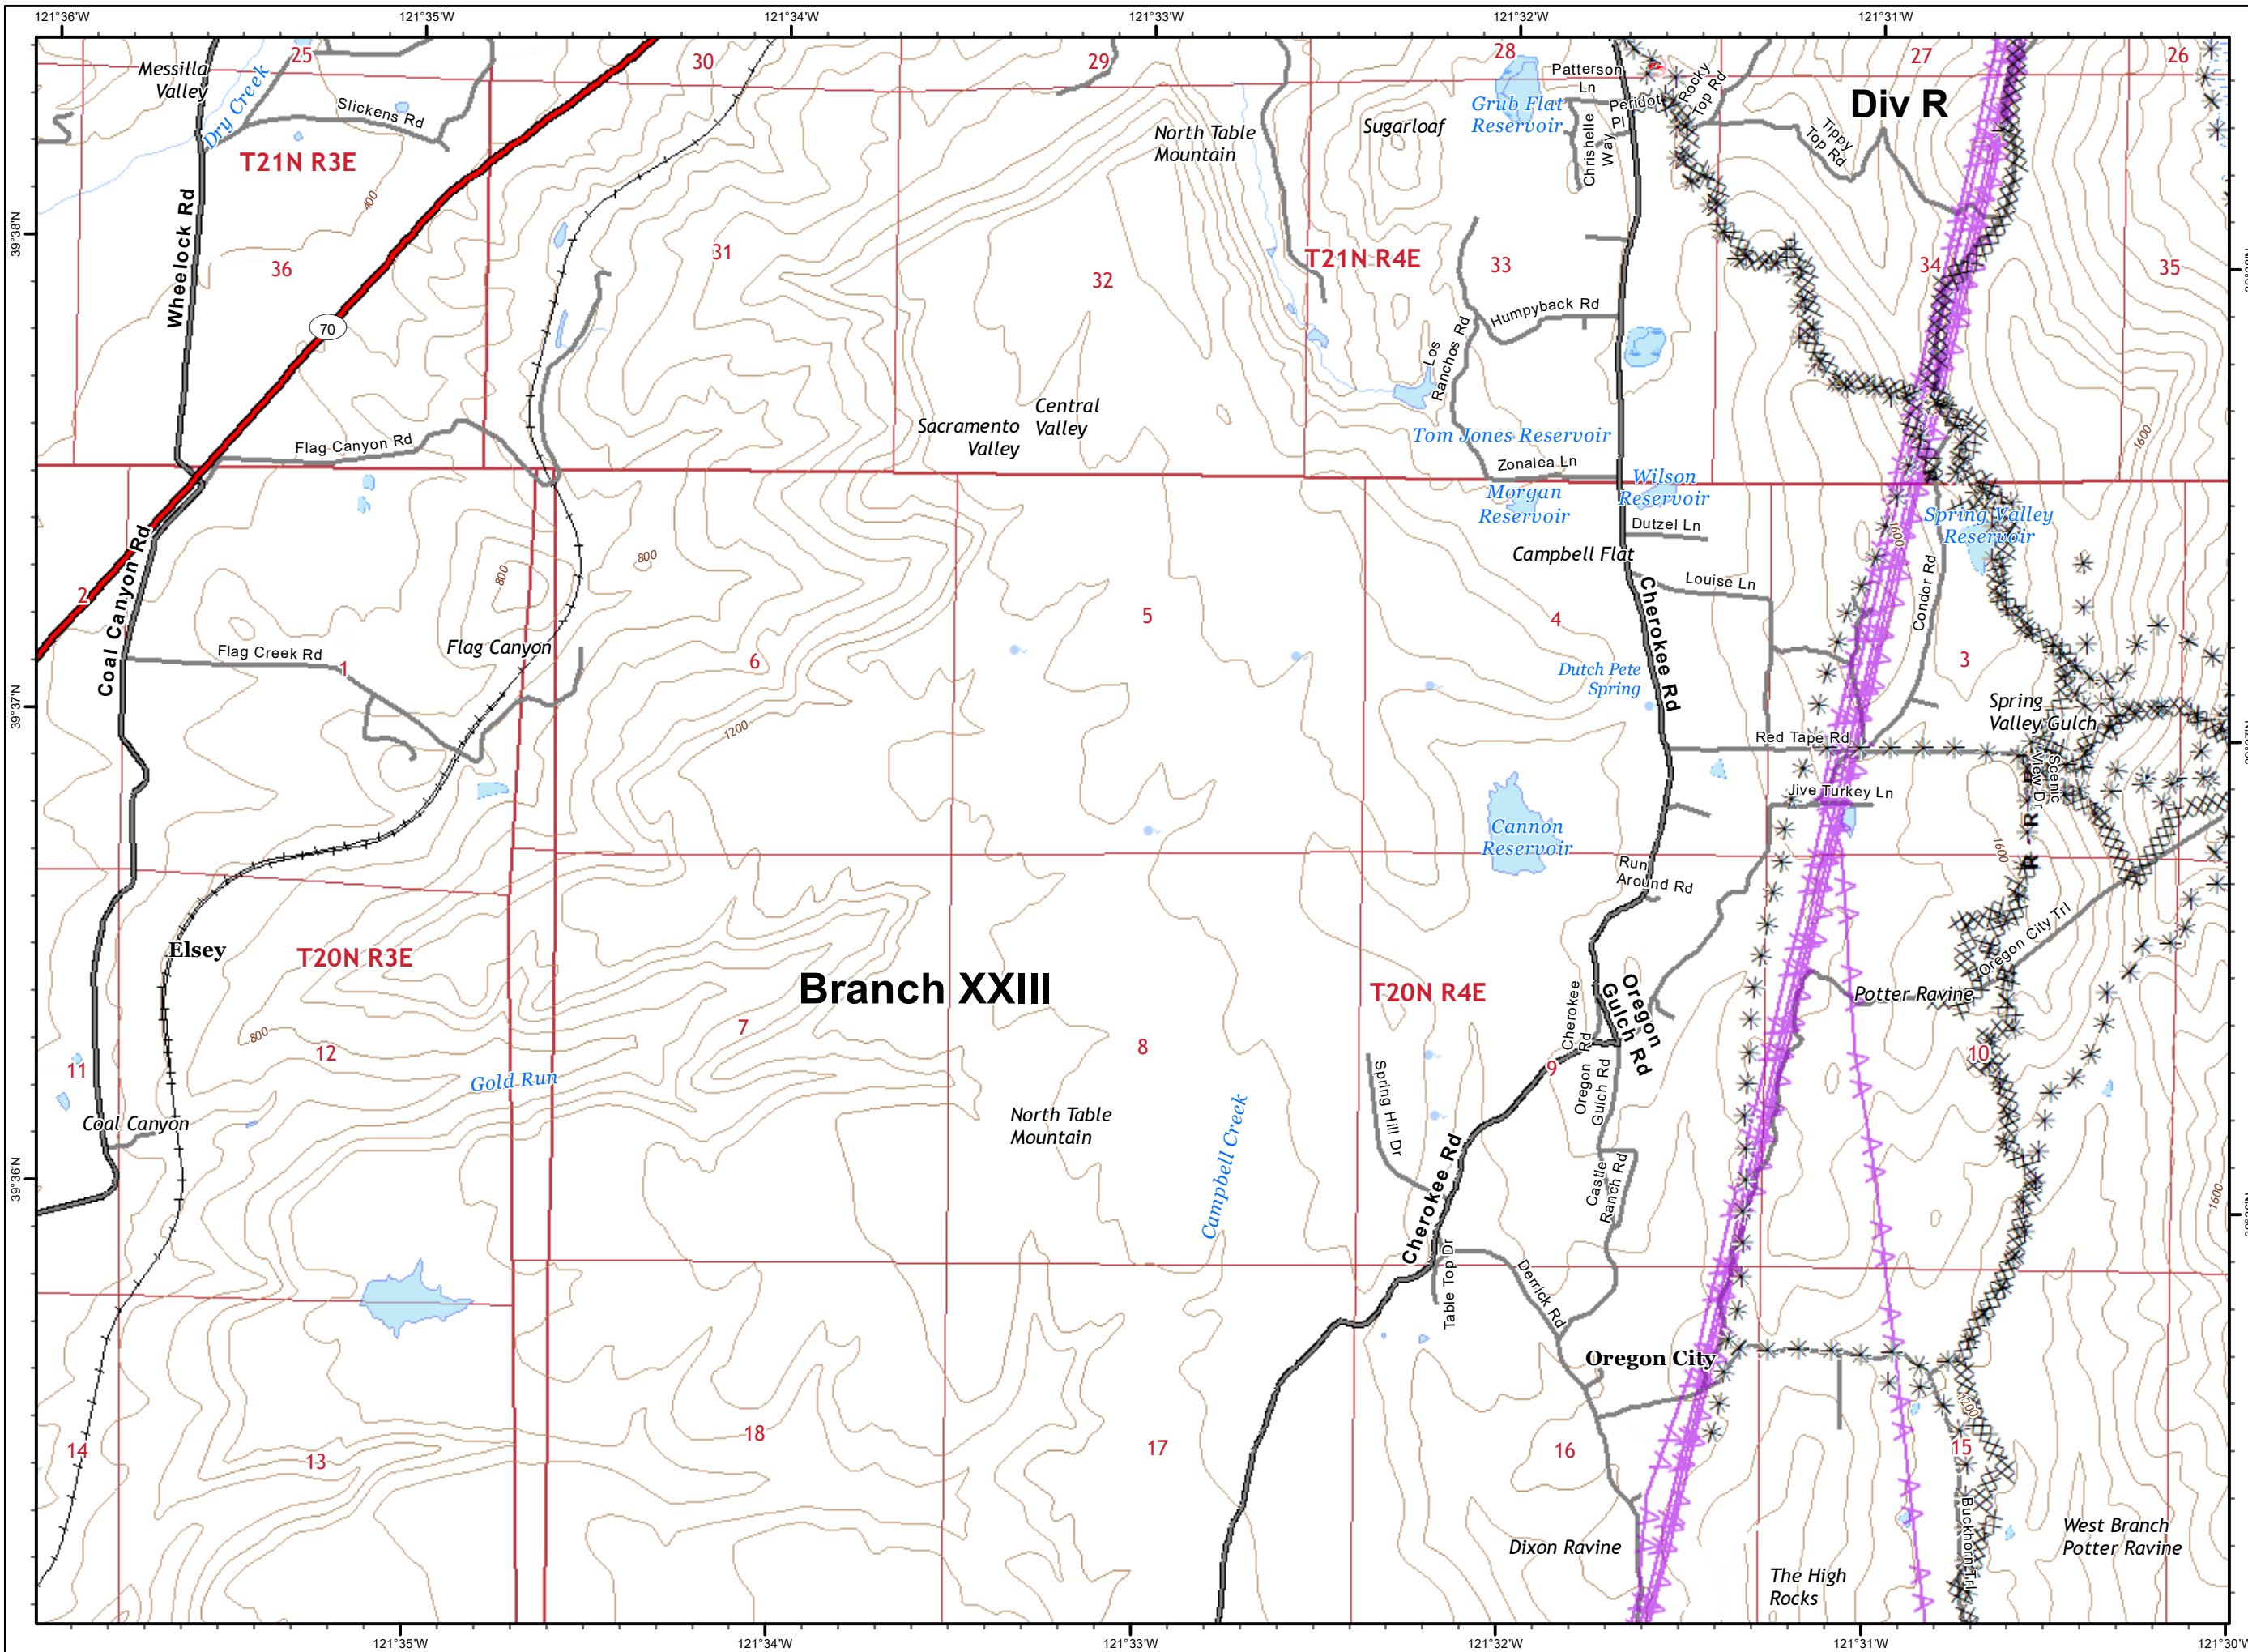 121°36'W
121°35'W
121°34'W
121°33'W
121°32'W
121°31'W
Messilla
Valley
Dry Creek
25
30
29
28
27
26
Slickens Rd
T21N R3E
400
Wheelock Rd
36
70
31
32
North Table
Mountain
Sugarloaf
Grub Flat
Reservoir
Patterson
Ln
Peridot
Pl
Chrishelle
Way
Rocky
Top Rd
Tippy
Top Rd
Div R
39°38'N
T21N R4E
33
34
35
Humpyback Rd
Los
Ranchos Rd
Central
Valley
Sacramento
Valley
Tom Jones Reservoir
Flag Canyon Rd
Zonalea Ln
Morgan
Reservoir
Wilson
Reservoir
Dutzel Ln
Spring Valley
Reservoir
1600
1600
Campbell Flat
Louise Ln
Condor Rd
Coal Canyon Rd
2
800
800
Flag Canyon
Flag Creek Rd
1
6
5
4
3
Cherokee Rd
Dutch Pete
Spring
Spring
Valley Gulch
39°37'N
1200
Red Tape Rd
Scenic
View Dr
R
R
Jive Turkey Ln
Cannon
Reservoir
Run
Around Rd
1600
Elsey
T20N R3E
Branch XXIII
T20N R4E
Oregon City Trl
Potter Ravine
Oregon
Gulch Rd
Cherokee
Rd
800
12
7
8
9
10
11
Gold Run
Coal Canyon
North Table
Mountain
Campbell Creek
Spring Hill Dr
Oregon
Gulch Rd
Castle
Ranch Rd
39°36'N
Cherokee Rd
1600
Table Top Dr
Derrick Rd
Oregon City
1200
14
13
18
17
16
15
Dixon Ravine
Buckhorn Trl
West Branch
Potter Ravine
The High
Rocks
121°35'W
121°34'W
121°33'W
121°32'W
121°31'W
121°30'W